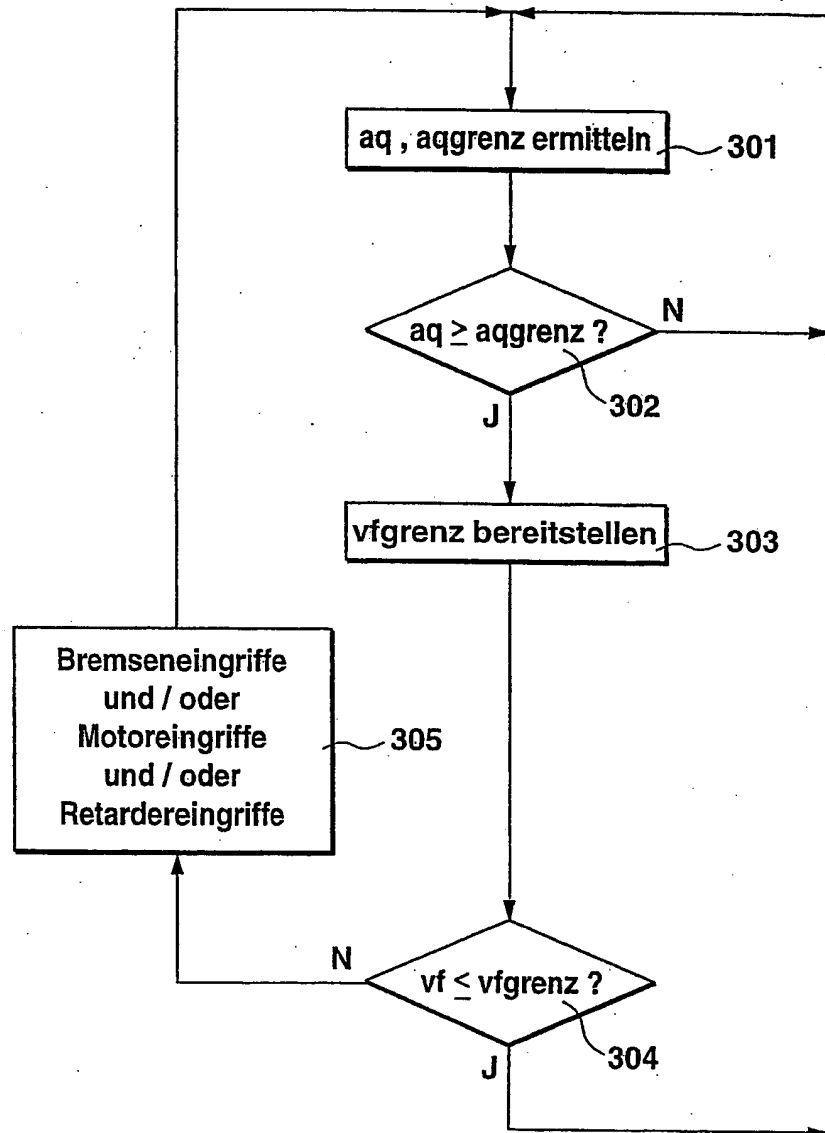 aq , aqgrenz ermitteln
301
N
aq ≥ aqgrenz ?
302
J
vfgrenz bereitstellen
303
Bremseneingriffe
und / oder
Motoreingriffe
und / oder
Retardereingriffe
305
N
vf ≤ vfgrenz ?
304
J